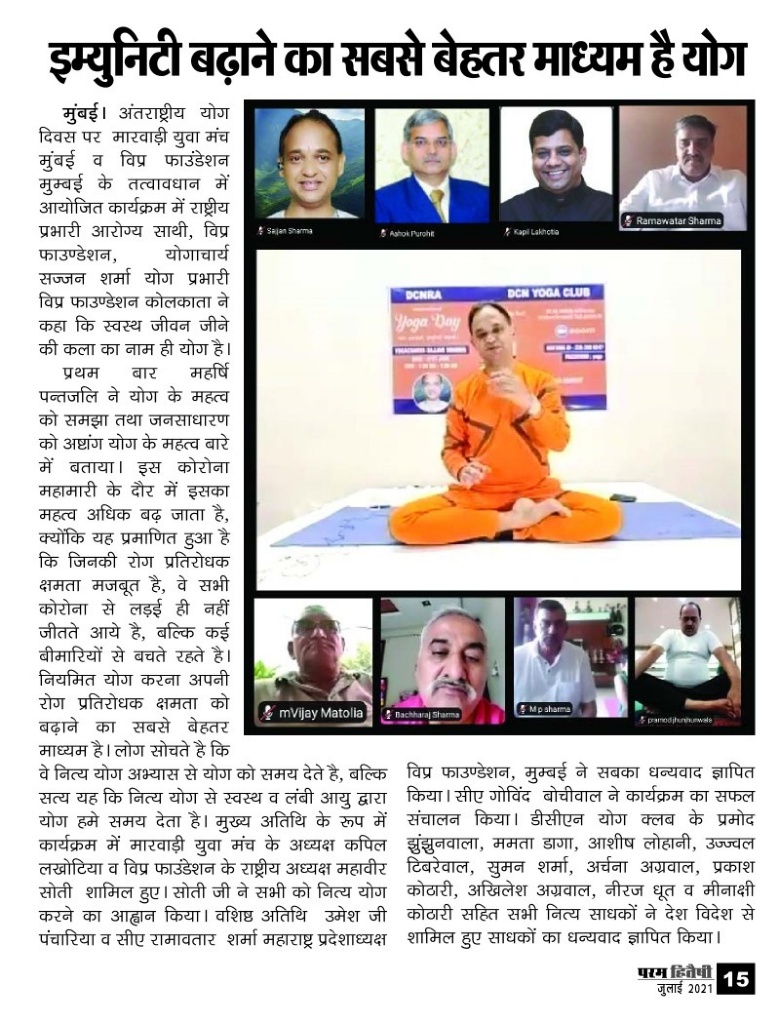 इम्युनिटी बढ़ाने का सबसे बेहतर माध्यम है योग
मुंबई। अंतराष्ट्रीय योग
दिवस पर मारवाड़ी युवा मंच
मुंबई व विप्र फाउंडेशन
मुम्बई के तत्वावधान में
आयोजित कार्यक्रम में राष्ट्रीय
प्रभारी आरोग्य साथी, विप्र
फाउण्डेशन, योगाचार्य
सज्जन शर्मा योग प्रभारी
विप्र फाउण्डेशन कोलकाता ने
कहा कि स्वस्थ जीवन जीने
की कला का नाम ही योग है।
प्रथम बार महर्षि
पन्तजलि ने योग के महत्व
को समझा तथा जनसाधारण
को अष्टांग योग के महत्व बारे
में बताया। इस कोरोना
महामारी के दौर में इसका
महत्व अधिक बढ़ जाता है,
क्योंकि यह प्रमाणित हुआ है
कि जिनकी रोग प्रतिरोधक
क्षमता मजबूत है, वे सभी
कोरोना से लड़ई ही नहीं
जीतते आये है, बल्कि कई
बीमारियों से बचते रहते है।
नियमित योग करना अपनी
रोग प्रतिरोधक क्षमता को
बढ़ाने का सबसे बेहतर
माध्यम है। लोग सोचते है कि
वे नित्य योग अभ्यास से योग को समय देते है, बल्कि
सत्य यह कि नित्य योग से स्वस्थ व लंबी आयु द्वारा
योग हमे समय देता है। मुख्य अतिथि के रूप में
कार्यक्रम में मारवाड़ी युवा मंच के अध्यक्ष कपिल
लखोटिया व विप्र फाउंडेशन के राष्ट्रीय अध्यक्ष महावीर
सोती शामिल हुए। सोती जी ने सभी को नित्य योग
करने का आह्वान किया। वशिष्ठ अतिथि उमेश जी
पंचारिया व सीए रामावतार शर्मा महाराष्ट्र प्रदेशाध्यक्ष
विप्र फाउण्डेशन, मुम्बई ने सबका धन्यवाद ज्ञापित
किया। सीए गोविंद बोचीवाल ने कार्यक्रम का सफल
संचालन किया। डीसीएन योग क्लब के प्रमोद
झुंझुनवाला, ममता डागा, आशीष लोहानी, उज्ज्वल
टिबरेवाल, सुमन शर्मा, अर्चना अग्रवाल, प्रकाश
कोठारी, अखिलेश अग्रवाल, नीरज धूत व मीनाक्षी
कोठारी सहित सभी नित्य साधकों ने देश विदेश से
शामिल हुए साधकों का धन्यवाद ज्ञापित किया।
Sajjan Sharma
Ashok Purohit
Kapil Lakhotia
Ramawatar Sharma
DCNRA DCN YOGA CLUB
Yoga Day
mVijay Matolia
Bachharaj Sharma
M p sharma
pramod jhunjhunwala
परम हितैषी
जुलाई 2021
15